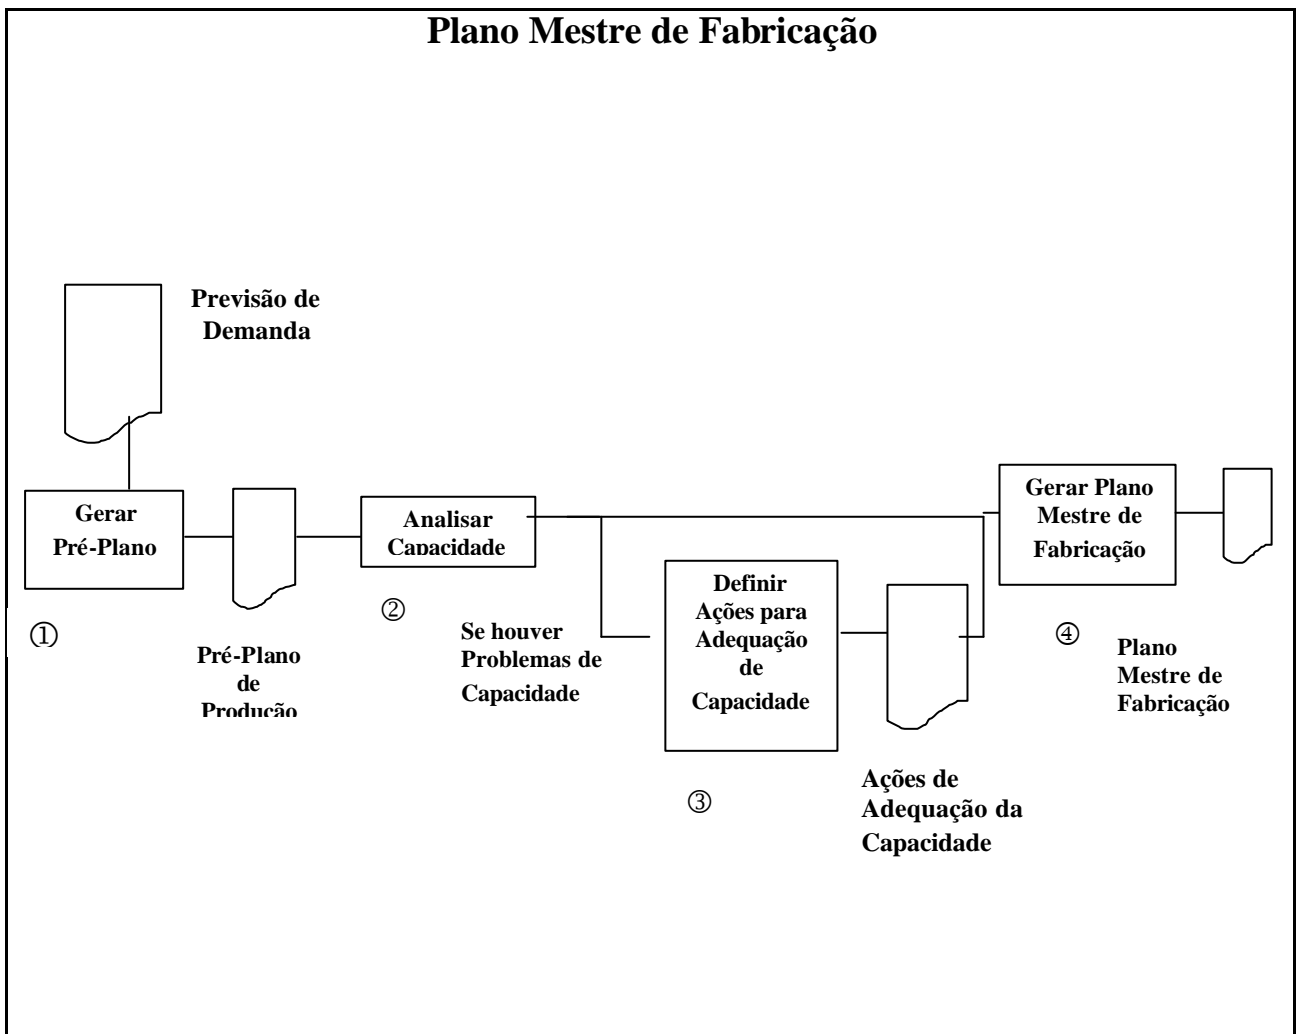 Plano Mestre de Fabricação
Previsão de
Demanda
Gerar
Pré-Plano
①
Pré-Plano
de
Produção
Analisar
Capacidade
②
Se houver
Problemas de
Capacidade
Definir
Ações para
Adequação
de
Capacidade
③
Ações de
Adequação da
Capacidade
Gerar Plano
Mestre de
Fabricação
④
Plano
Mestre de
Fabricação